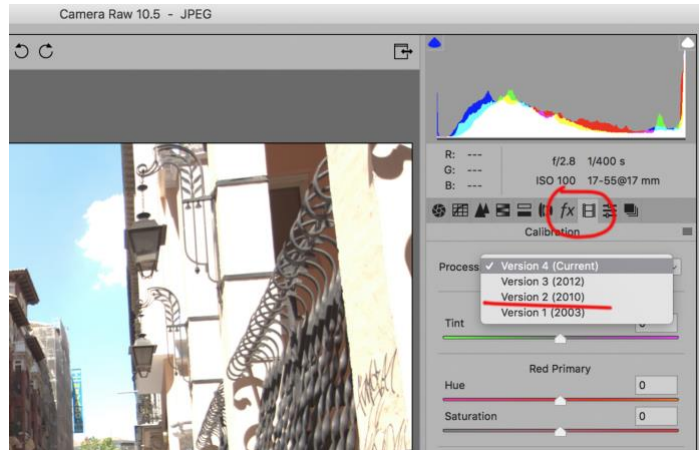 Camera Raw 10.5 - JPEG
R: ---
G: ---
B: ---
f/2.8 1/400 s
ISO 100 17-55@17 mm
fx
Calibration
Process
✓ Version 4 (Current)
Version 3 (2012)
Version 2 (2010)
Version 1 (2003)
Tint
Red Primary
Hue 0
Saturation 0